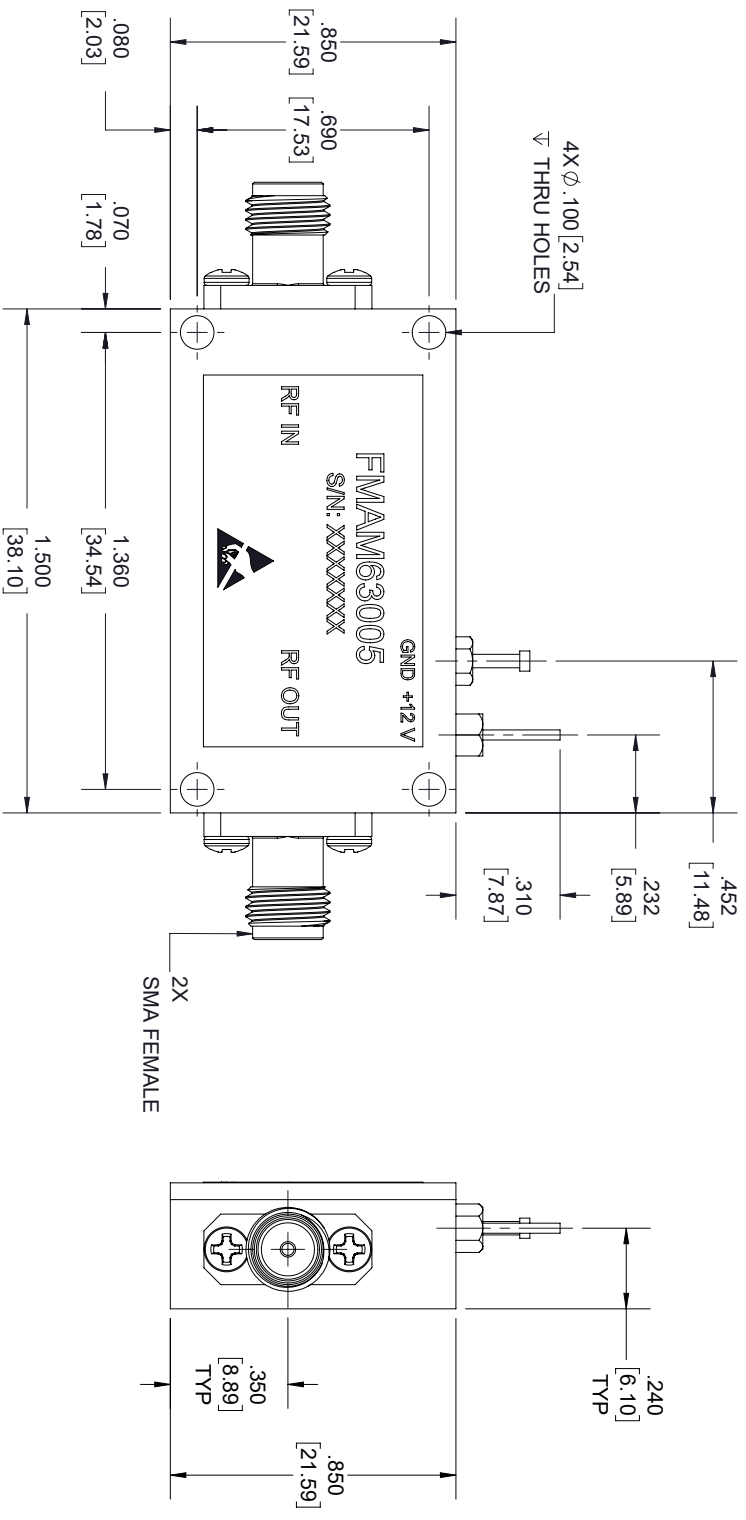 4X Ø .100 [2.54]
THRU HOLES
.850
[21.59]
.690
[17.53]
.080
[2.03]
.070
[1.78]
1.360
[34.54]
1.500
[38.10]
.452
[11.48]
.232
[5.89]
.310
[7.87]
GND +12 V
FMAM63005
S/N: XXXXXXX
RF IN
RF OUT
2X
SMA FEMALE
.240
[6.10]
TYP
.350
[8.89]
TYP
.850
[21.59]